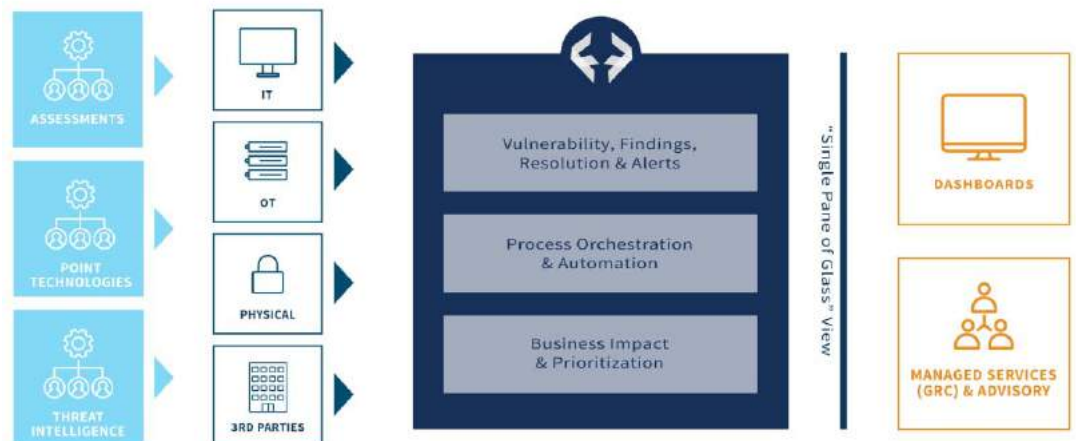 ASSESSMENTS
POINT
TECHNOLOGIES
THREAT
INTELLIGENCE
IT
OT
PHYSICAL
3RD PARTIES
Vulnerability, Findings,
Resolution & Alerts
Process Orchestration
& Automation
Business Impact
& Prioritization
"Single Pane of Glass" View
DASHBOARDS
MANAGED SERVICES
(GRC) & ADVISORY